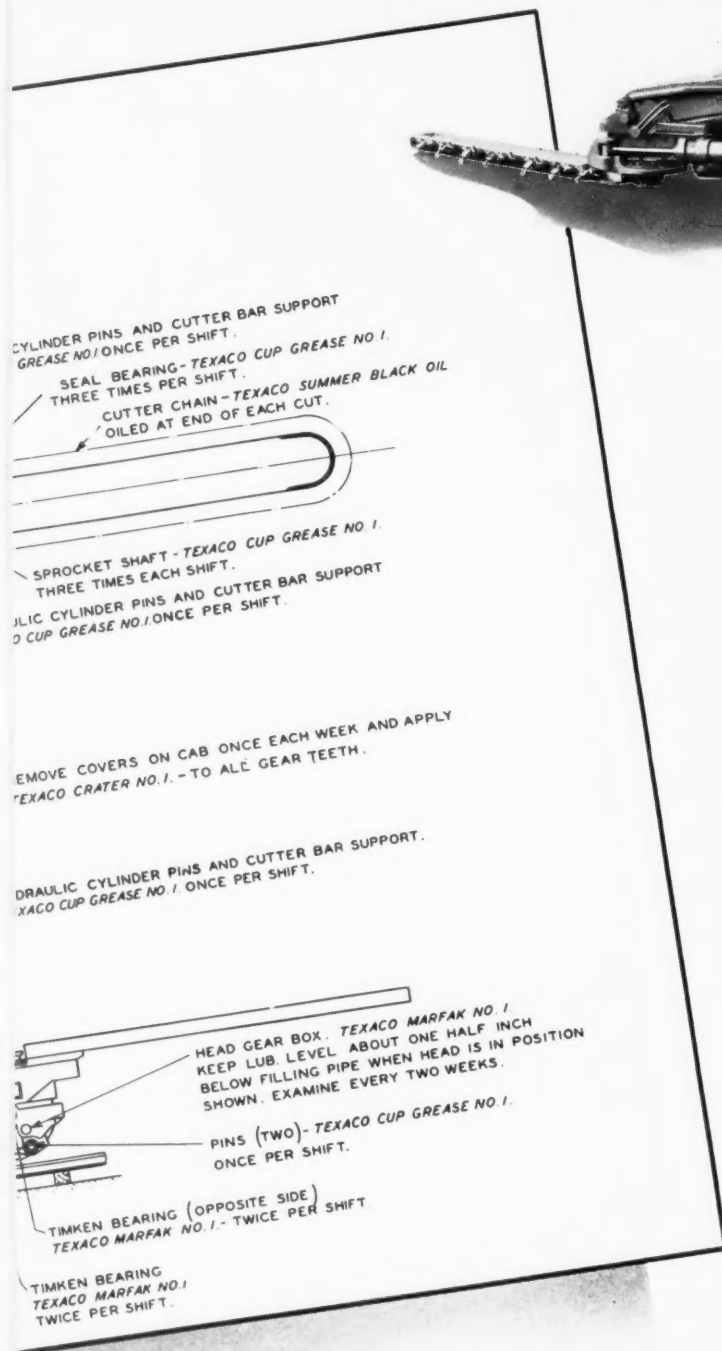 CYLINDER PINS AND CUTTER BAR SUPPORT
GREASE NO.1. ONCE PER SHIFT.
SEAL BEARING-TEXACO CUP GREASE NO.1.
THREE TIMES PER SHIFT.
CUTTER CHAIN-TEXACO SUMMER BLACK OIL
OILED AT END OF EACH CUT.
SPROCKET SHAFT-TEXACO CUP GREASE NO.1.
THREE TIMES EACH SHIFT.
ULIC CYLINDER PINS AND CUTTER BAR SUPPORT
O CUP GREASE NO.1. ONCE PER SHIFT.
EMOVE COVERS ON CAB ONCE EACH WEEK AND APPLY
TEXACO CRATER NO.1.-TO ALL GEAR TEETH.
DRAULIC CYLINDER PINS AND CUTTER BAR SUPPORT.
XACO CUP GREASE NO.1. ONCE PER SHIFT.
HEAD GEAR BOX. TEXACO MARFAK NO.1
KEEP LUB. LEVEL ABOUT ONE HALF INCH
BELOW FILLING PIPE WHEN HEAD IS IN POSITION
SHOWN. EXAMINE EVERY TWO WEEKS.
PINS (TWO)-TEXACO CUP GREASE NO.1.
ONCE PER SHIFT.
TIMKEN BEARING (OPPOSITE SIDE)
TEXACO MARFAK NO.1.-TWICE PER SHIFT
TIMKEN BEARING
TEXACO MARFAK NO.1
TWICE PER SHIFT.